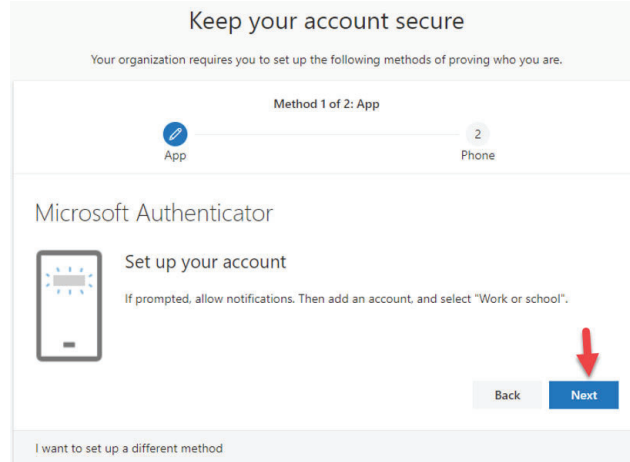 Keep your account secure
Your organization requires you to set up the following methods of proving who you are.
Method 1 of 2: App
2
App
Phone
Microsoft Authenticator
Set up your account
If prompted, allow notifications. Then add an account, and select "Work or school".
Back
Next
I want to set up a different method